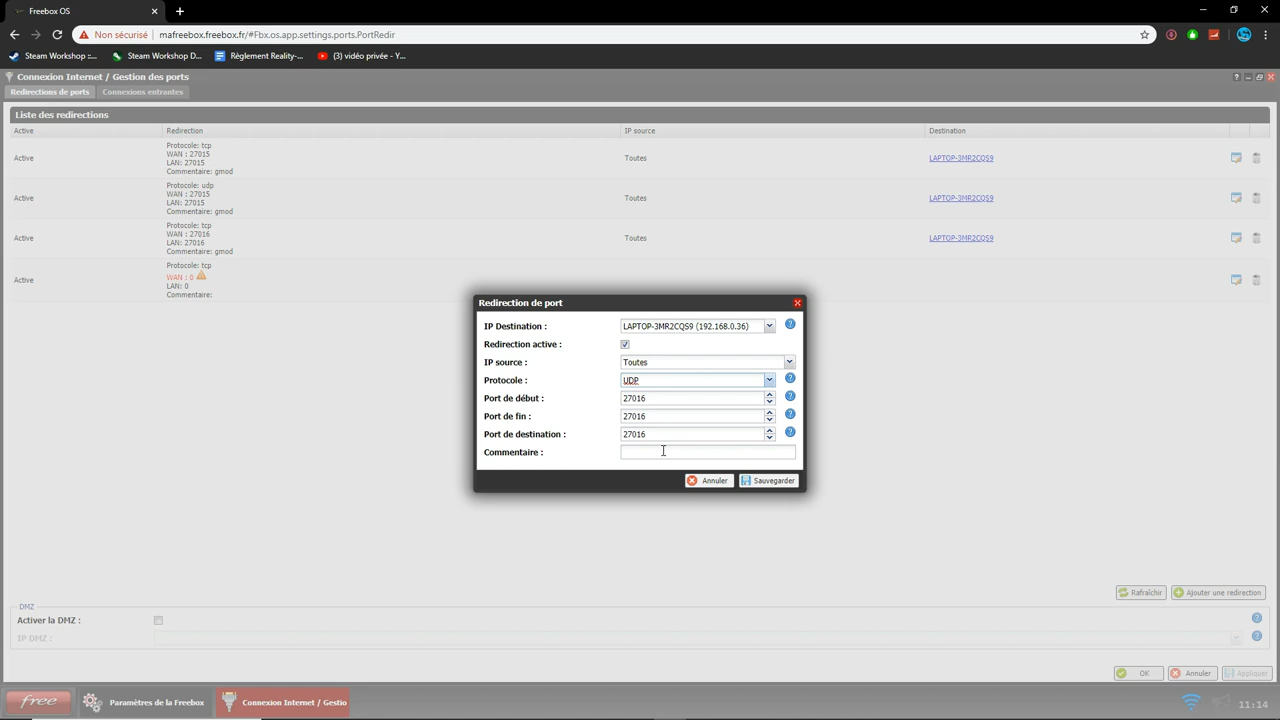 Freebox OS
Non sécurisé
mafreebox.freebox.fr/#Fbx.os.app.settings.ports.PortRedir
Steam Workshop ::...
Steam Workshop D...
Règlement Reality-...
(3) vidéo privée - Y...
Connexion Internet / Gestion des ports
Redirections de ports
Connexions entrantes
Liste des redirections
Active
Redirection
IP source
Destination
Active
Protocole: tcp
WAN : 27015
LAN: 27015
Commentaire: gmod
Toutes
LAPTOP-3MR2CQS9
Active
Protocole: udp
WAN : 27015
LAN: 27015
Commentaire: gmod
Toutes
LAPTOP-3MR2CQS9
Active
Protocole: tcp
WAN : 27016
LAN: 27016
Commentaire: gmod
Toutes
LAPTOP-3MR2CQS9
Active
Protocole: tcp
WAN : 0
LAN: 0
Commentaire:
Redirection de port
IP Destination :
LAPTOP-3MR2CQS9 (192.168.0.36)
Redirection active :
IP source :
Toutes
Protocole :
UDP
Port de début :
27016
Port de fin :
27016
Port de destination :
27016
Commentaire :
Annuler
Sauvegarder
Rafraîchir
Ajouter une redirection
DMZ
Activer la DMZ :
IP DMZ :
OK
Annuler
Appliquer
free
Paramètres de la Freebox
Connexion Internet / Gestio
11:14